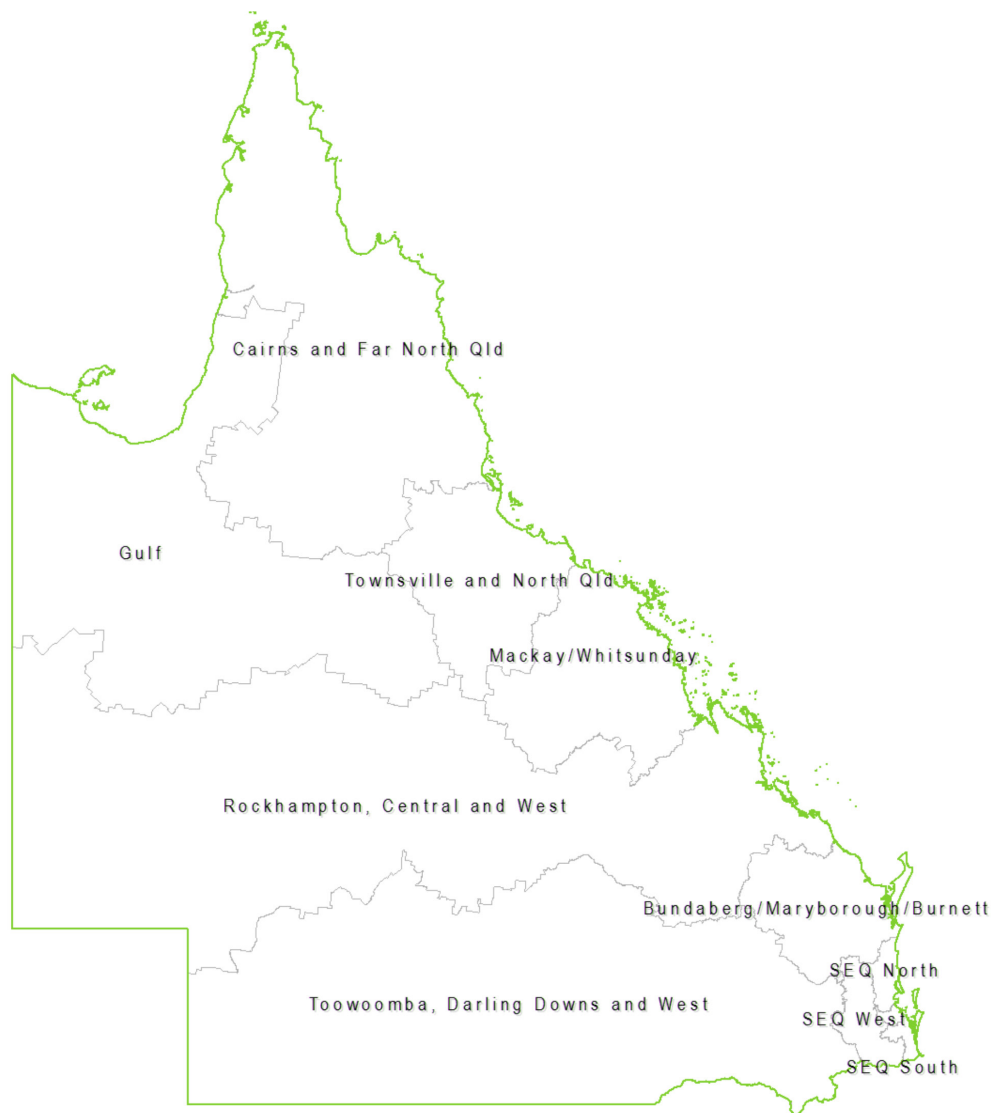 Cairns and Far North Qld
Gulf
Townsville and North Qld
Mackay/Whitsunday
Rockhampton, Central and West
Bundaberg/Maryborough/Burnett
SEQ North
Toowoomba, Darling Downs and West
SEQ West
SEQ South